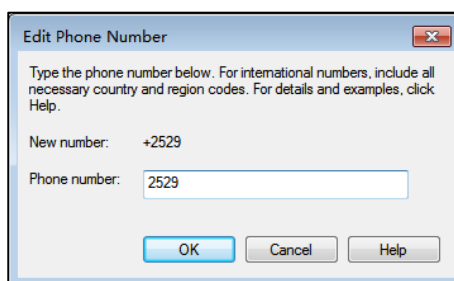 Edit Phone Number
Type the phone number below. For international numbers, include all
necessary country and region codes. For details and examples, click
Help.
New number: +2529
Phone number: 2529
OK Cancel Help